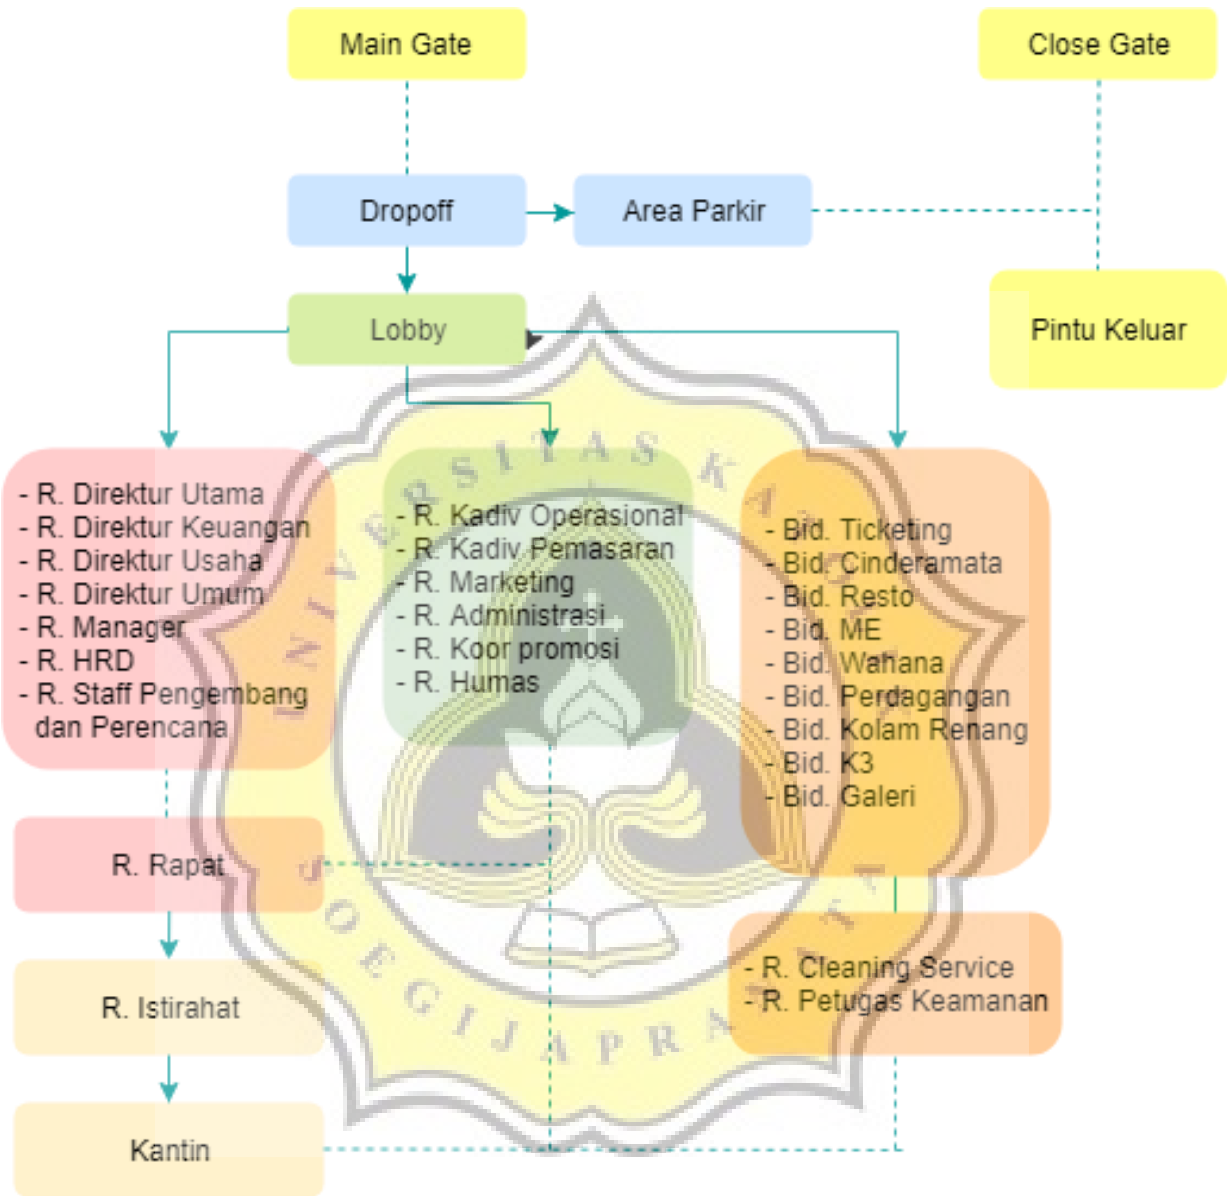 Main Gate
Close Gate
Dropoff
Area Parkir
Lobby
Pintu Keluar
- R. Direktur Utama
- R. Direktur Keuangan
- R. Direktur Usaha
- R. Direktur Umum
- R. Manager
- R. HRD
- R. Staff Pengembang
dan Perencana
- R. Kadiv Operasional
- R. Kadiv Pemasaran
- R. Marketing
- R. Administrasi
- R. Koor promosi
- R. Humas
- Bid. Ticketing
- Bid. Cinderamata
- Bid. Resto
- Bid. ME
- Bid. Wahana
- Bid. Perdagangan
- Bid. Kolam Renang
- Bid. K3
- Bid. Galeri
R. Rapat
- R. Cleaning Service
- R. Petugas Keamanan
R. Istirahat
Kantin
UNIVERSITAS KATOLIK
SOEGIJAPRANATA